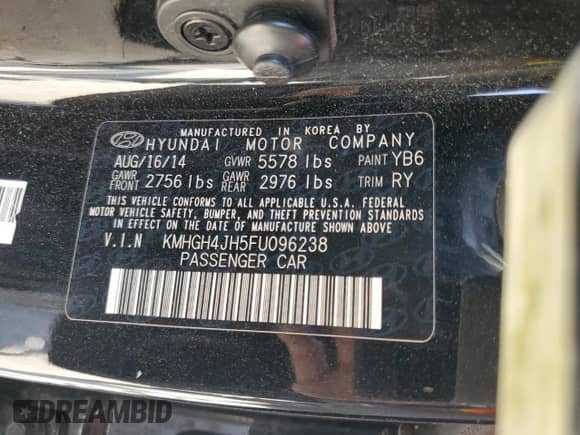 MANUFACTURED IN KOREA BY
HYUNDAI MOTOR COMPANY
AUG/16/14 GVWR 5578 lbs PAINT YB6
GAWR FRONT 2756 lbs GAWR REAR 2976 lbs TRIM RY
THIS VEHICLE CONFORMS TO ALL APPLICABLE U.S.A. FEDERAL
MOTOR VEHICLE SAFETY, BUMPER, AND THEFT PREVENTION STANDARDS
IN EFFECT ON THE DATE OF MANUFACTURE SHOWN ABOVE.
V.I.N KMHGH4JH5FU096238
PASSENGER CAR
DREAMBID